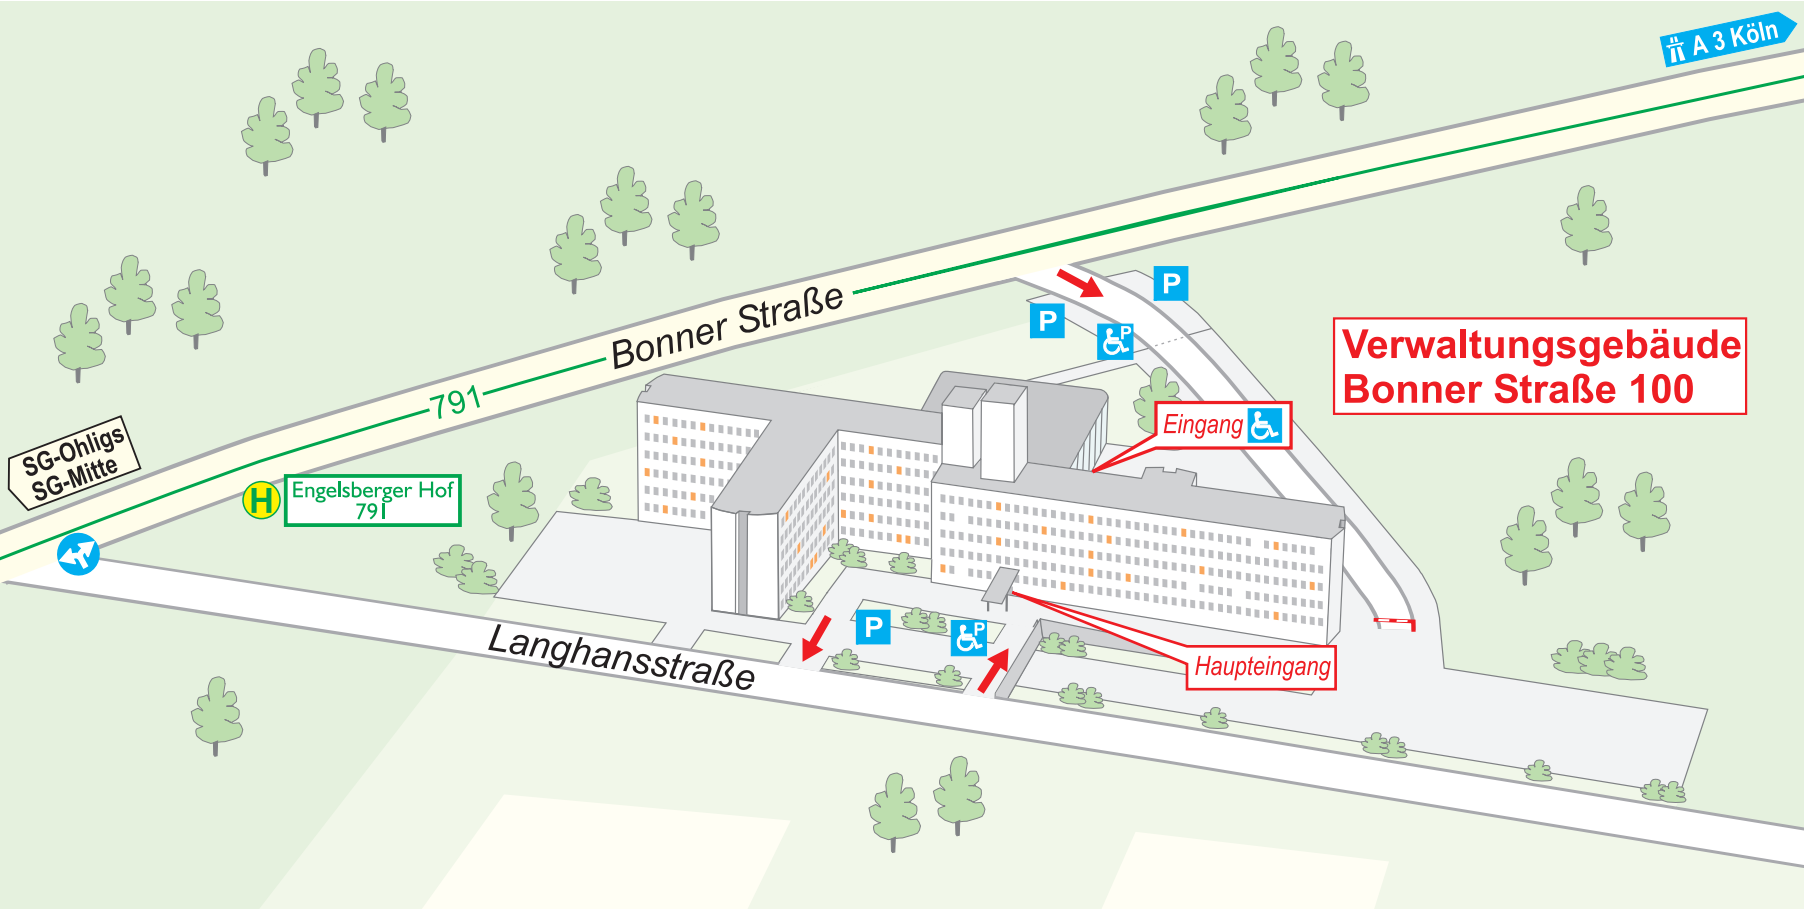 A 3 Köln
P
P
P
Verwaltungsgebäude
Bonner Straße 100
Bonner Straße
791
Eingang
SG-Ohligs
SG-Mitte
H
Engelsberger Hof
791
P
P
Haupteingang
Langhansstraße